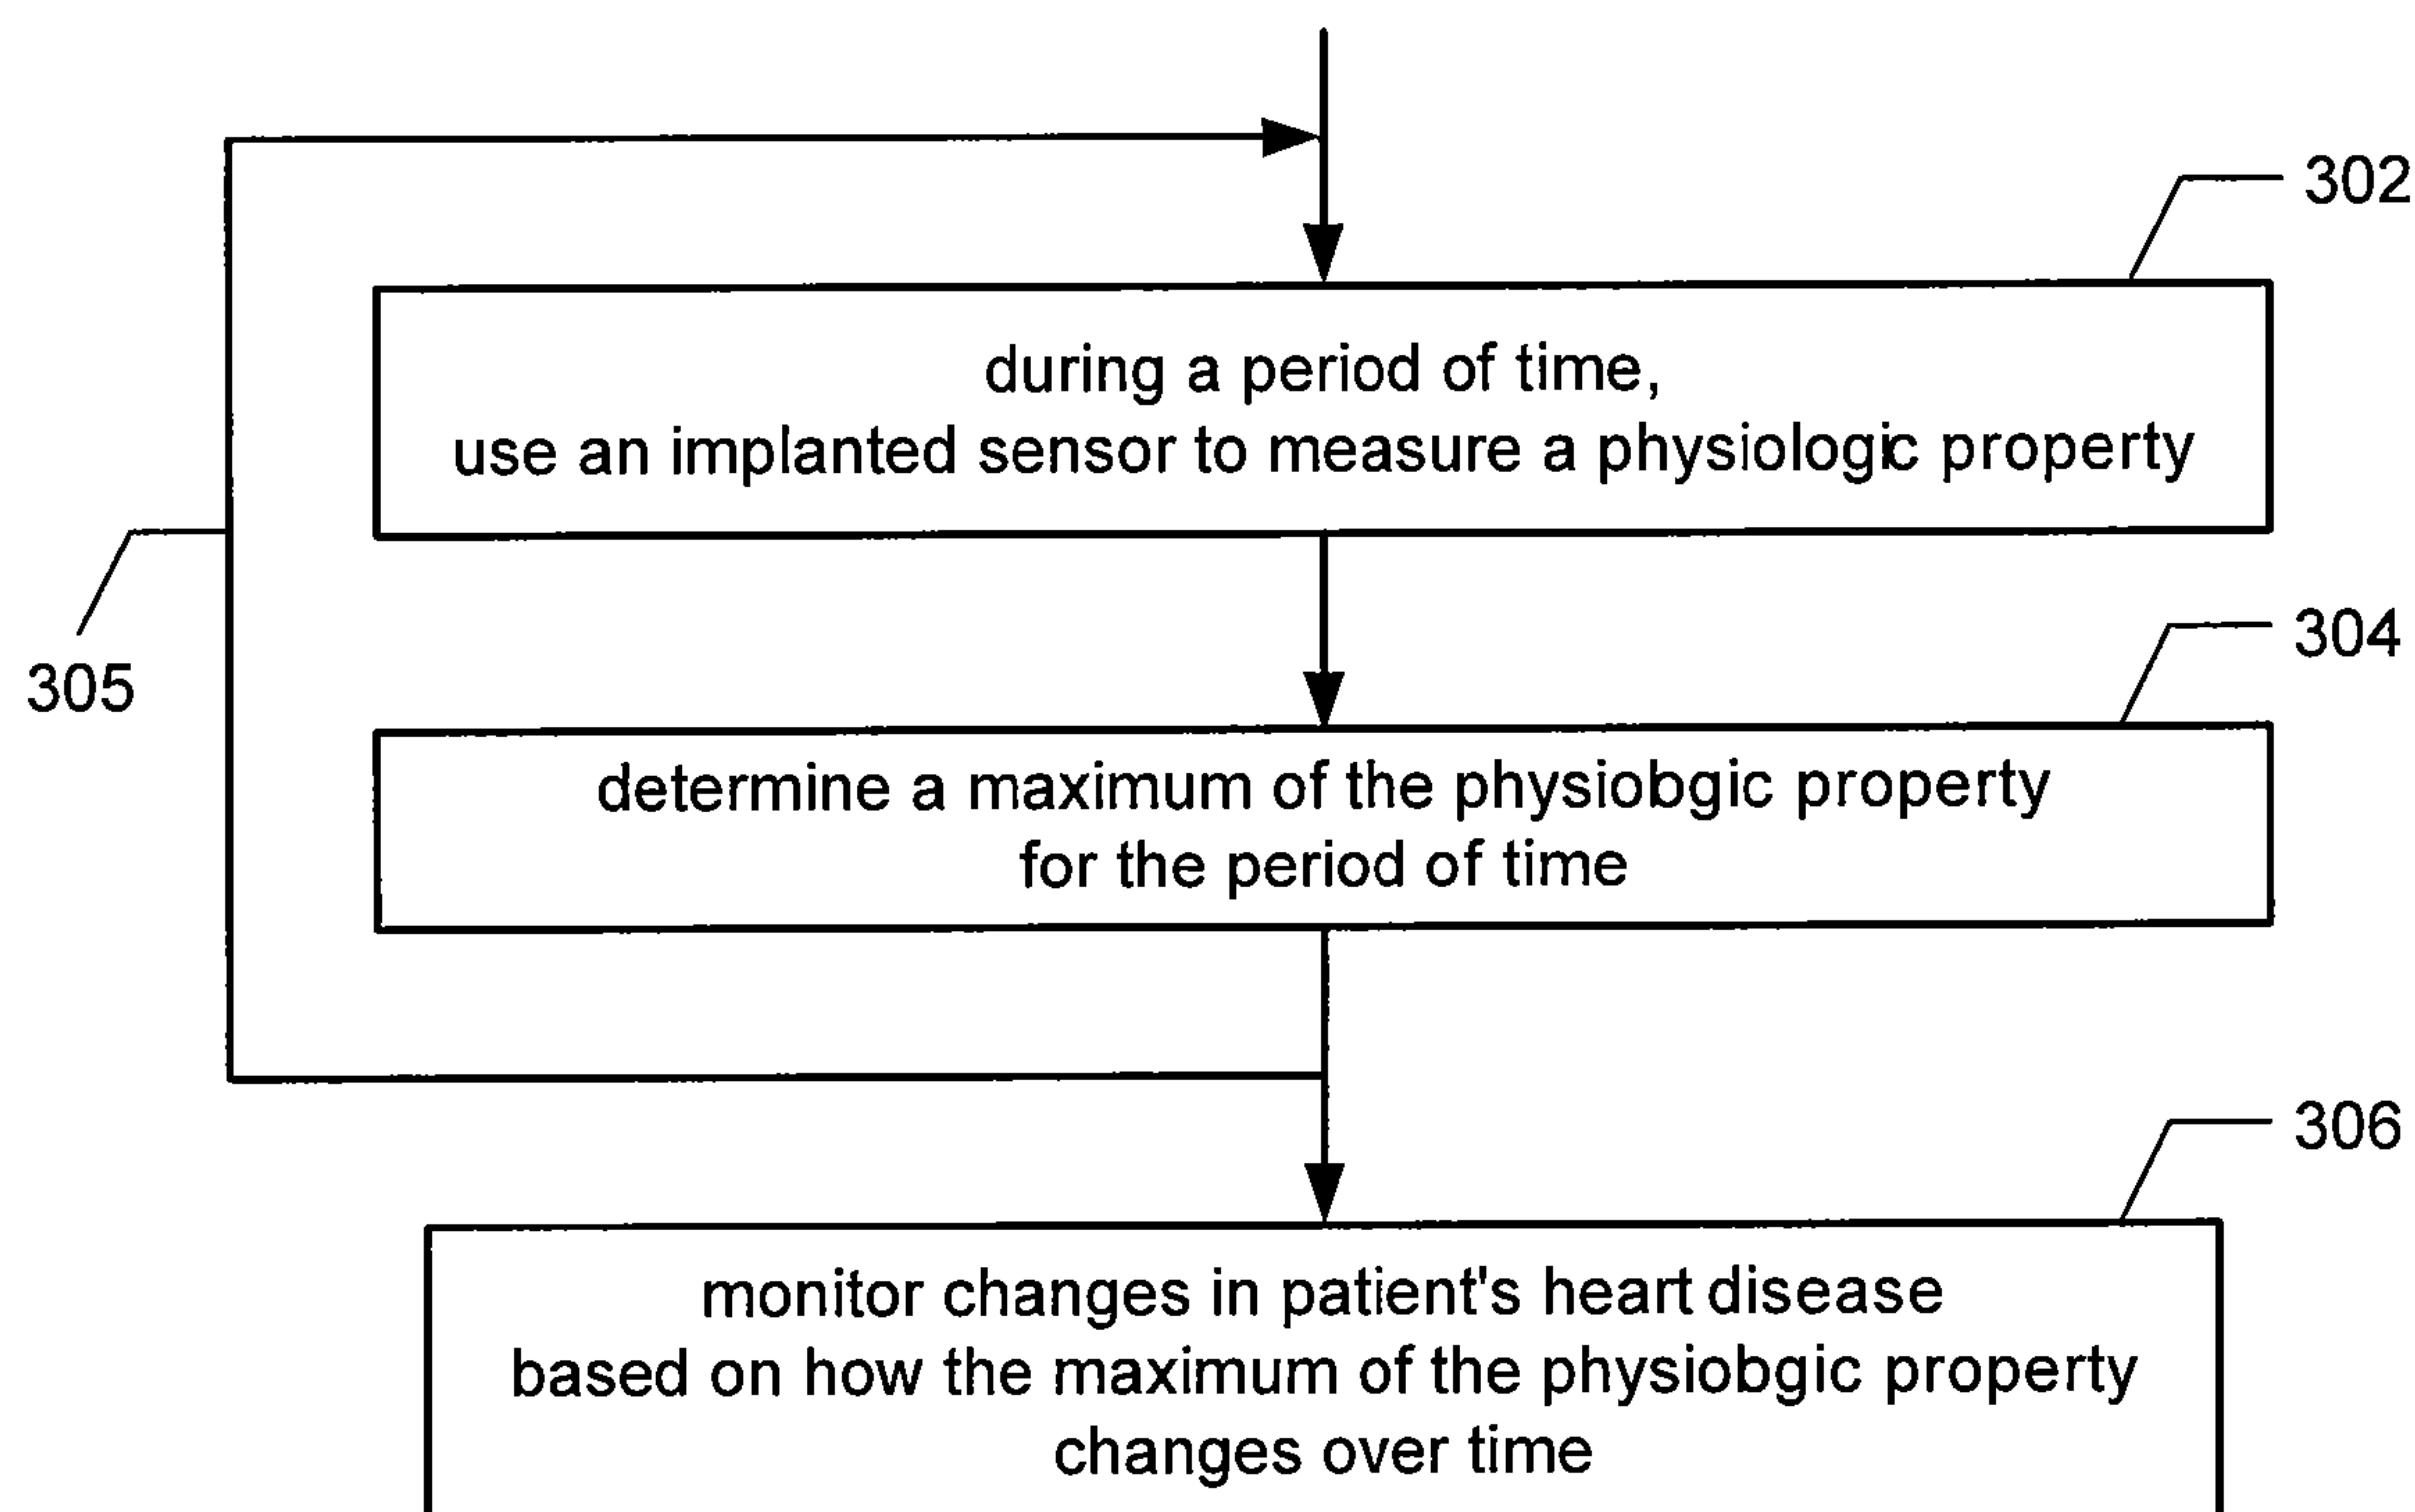 302
during a period of time,
use an implanted sensor to measure a physiologic property
304
305
determine a maximum of the physiobgic property
for the period of time
306
monitor changes in patient's heart disease
based on how the maximum of the physiobgic property
changes over time